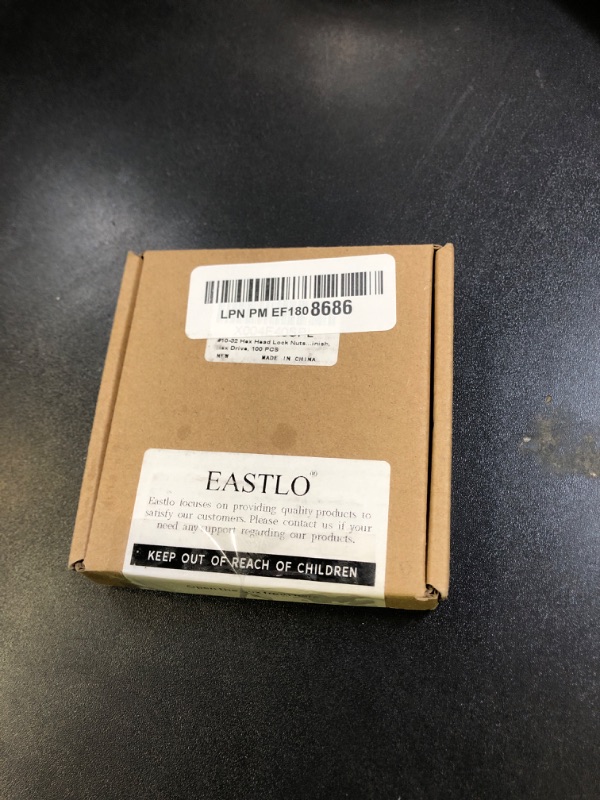 LPN PM EF1808686
#10-32 Hex Head Lock Nuts...inish,
Hex Drive, 100 PCS
NEW MADE IN CHINA
EASTLO®
Eastlo focuses on providing quality products to
satisfy our customers. Please contact us if your
need any support regarding our products.
KEEP OUT OF REACH OF CHILDREN